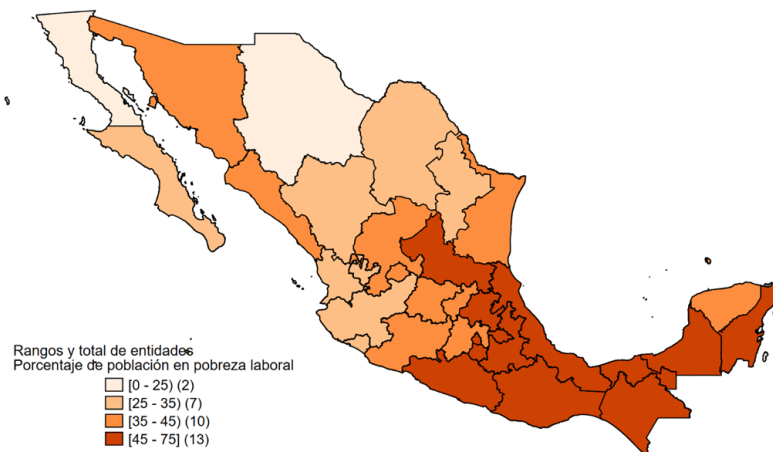 Rangos y total de entidades
Porcentaje de población en pobreza laboral
[0 - 25) (2)
[25 - 35) (7)
[35 - 45) (10)
[45 - 75] (13)